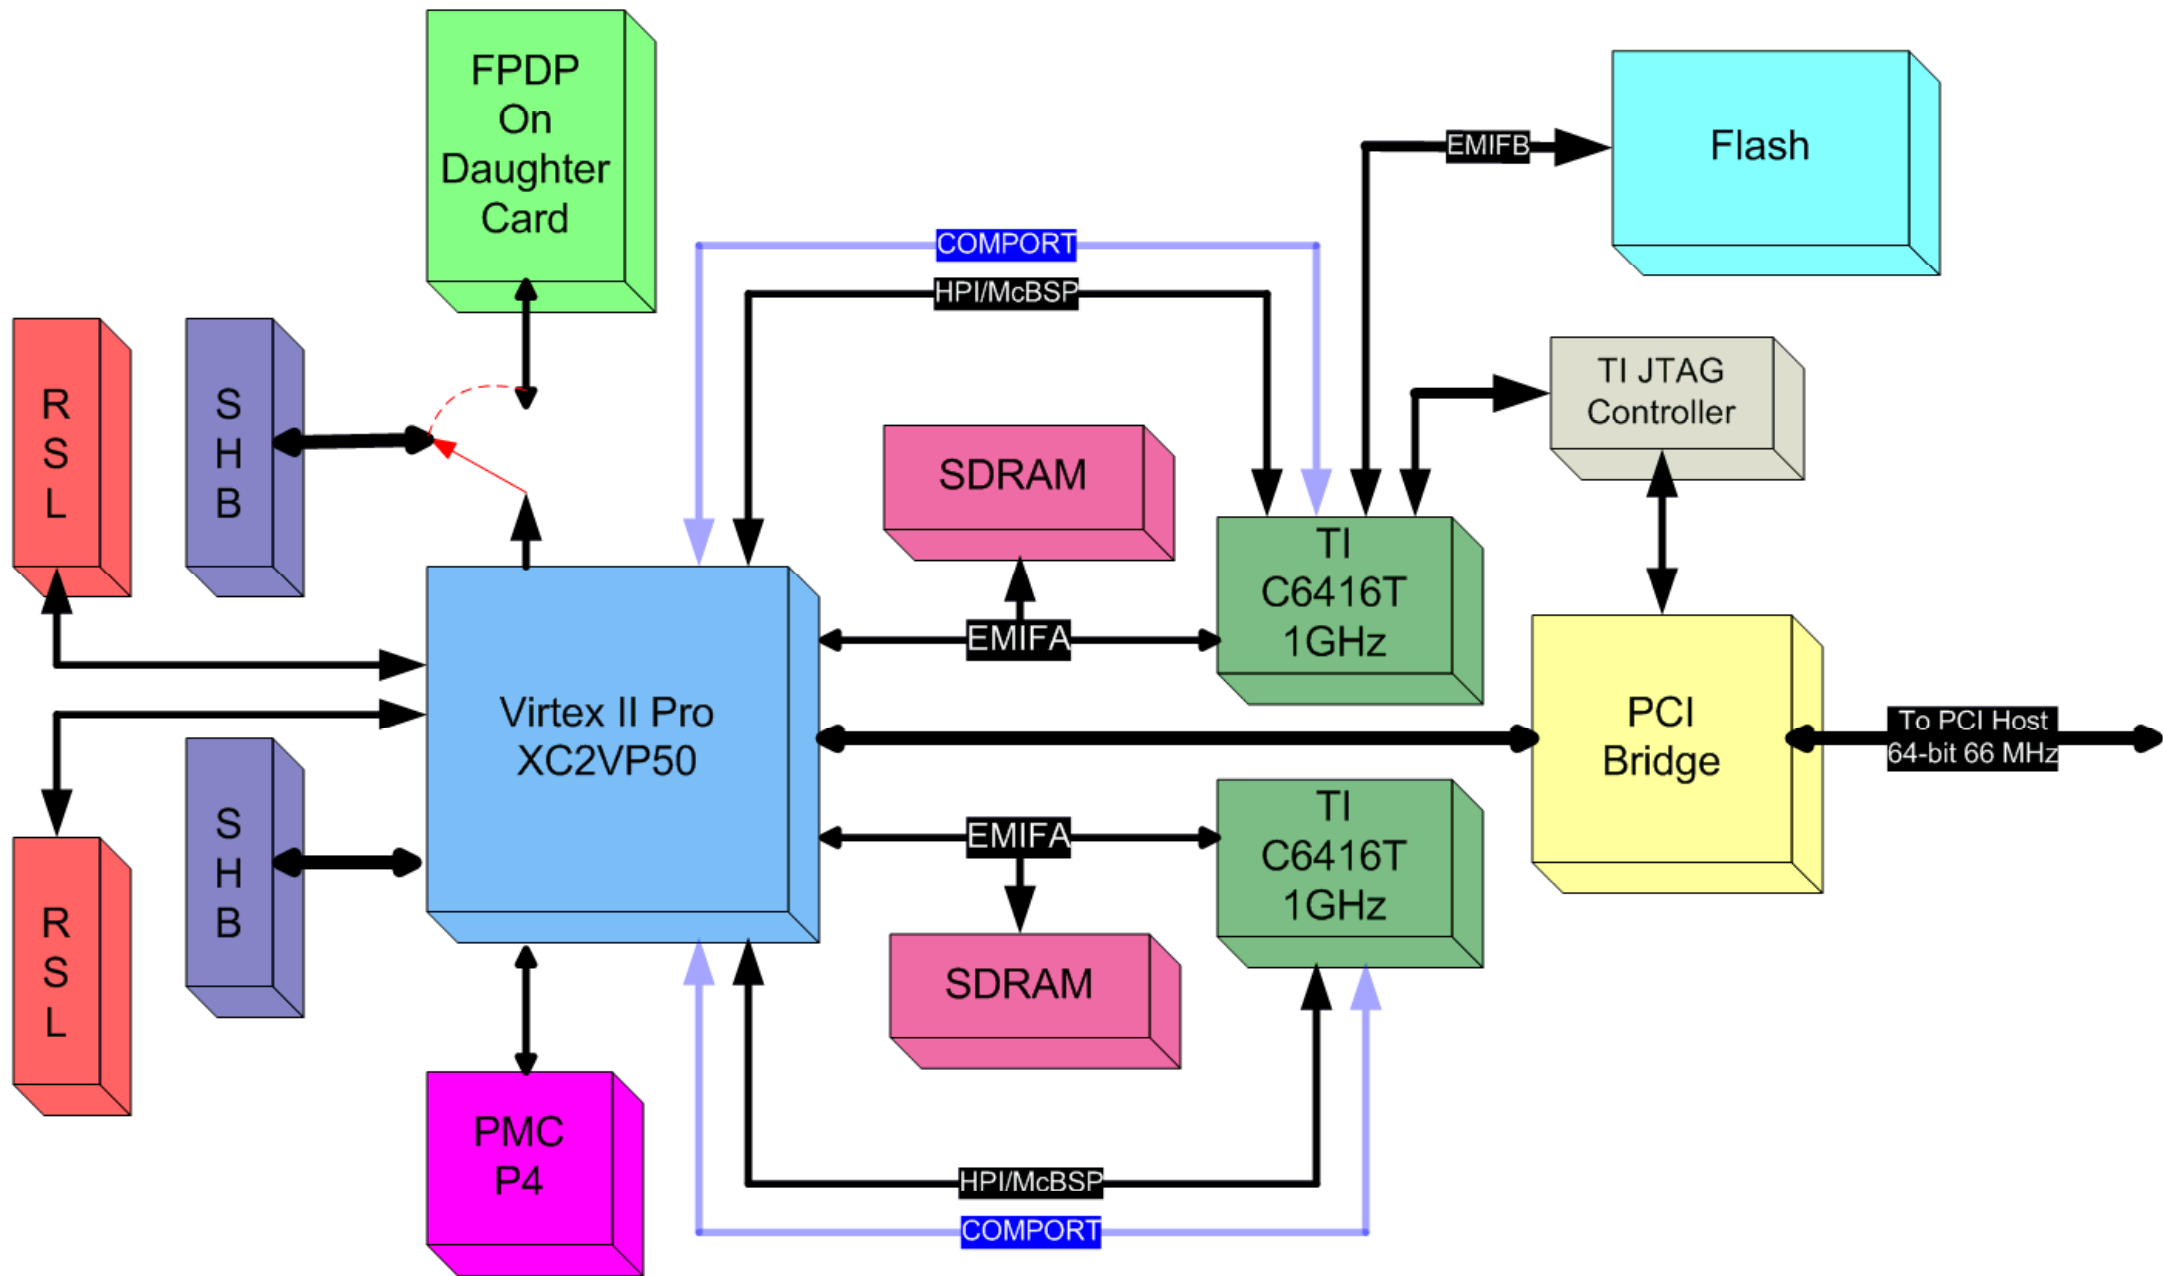 FPDP
On
Daughter
Card
Flash
EMIFB
COMPORT
HPI/McBSP
R
S
L
S
H
B
TI JTAG
Controller
SDRAM
TI
C6416T
1GHz
EMIFA
Virtex II Pro
XC2VP50
PCI
Bridge
To PCI Host
64-bit 66 MHz
S
H
B
R
S
L
EMIFA
TI
C6416T
1GHz
SDRAM
PMC
P4
HPI/McBSP
COMPORT